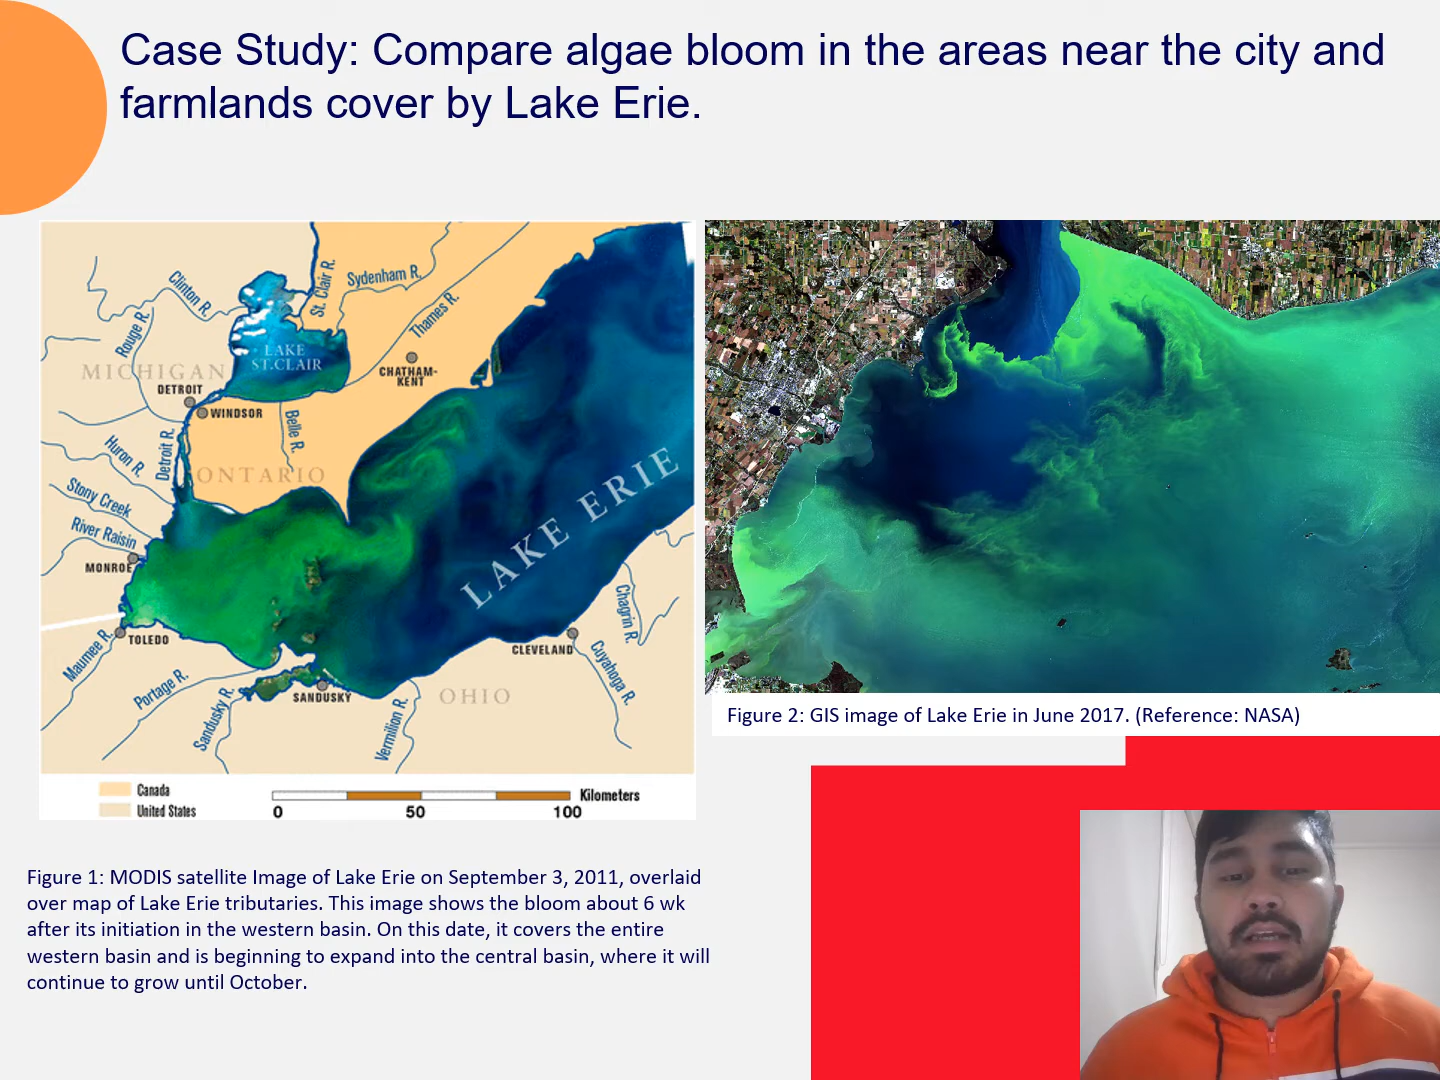 Case Study: Compare algae bloom in the areas near the city and
farmlands cover by Lake Erie.
Clinton R.
St. Clair R.
Sydenham R.
Rouge R.
Thames R.
LAKE
ST.CLAIR
MICHIGAN
DETROIT
CHATHAM-
KENT
WINDSOR
Belle R.
Huron R.
Detroit R.
ONTARIO
Stony Creek
River Raisin
LAKE ERIE
MONROE
TOLEDO
Maumee R.
Portage R.
Sandusky R.
SANDUSKY
Vermilion R.
OHIO
CLEVELAND
Chagrin R.
Cuyahoga R.
Canada
United States
Kilometers
0 50 100
Figure 2: GIS image of Lake Erie in June 2017. (Reference: NASA)
Figure 1: MODIS satellite Image of Lake Erie on September 3, 2011, overlaid
over map of Lake Erie tributaries. This image shows the bloom about 6 wk
after its initiation in the western basin. On this date, it covers the entire
western basin and is beginning to expand into the central basin, where it will
continue to grow until October.